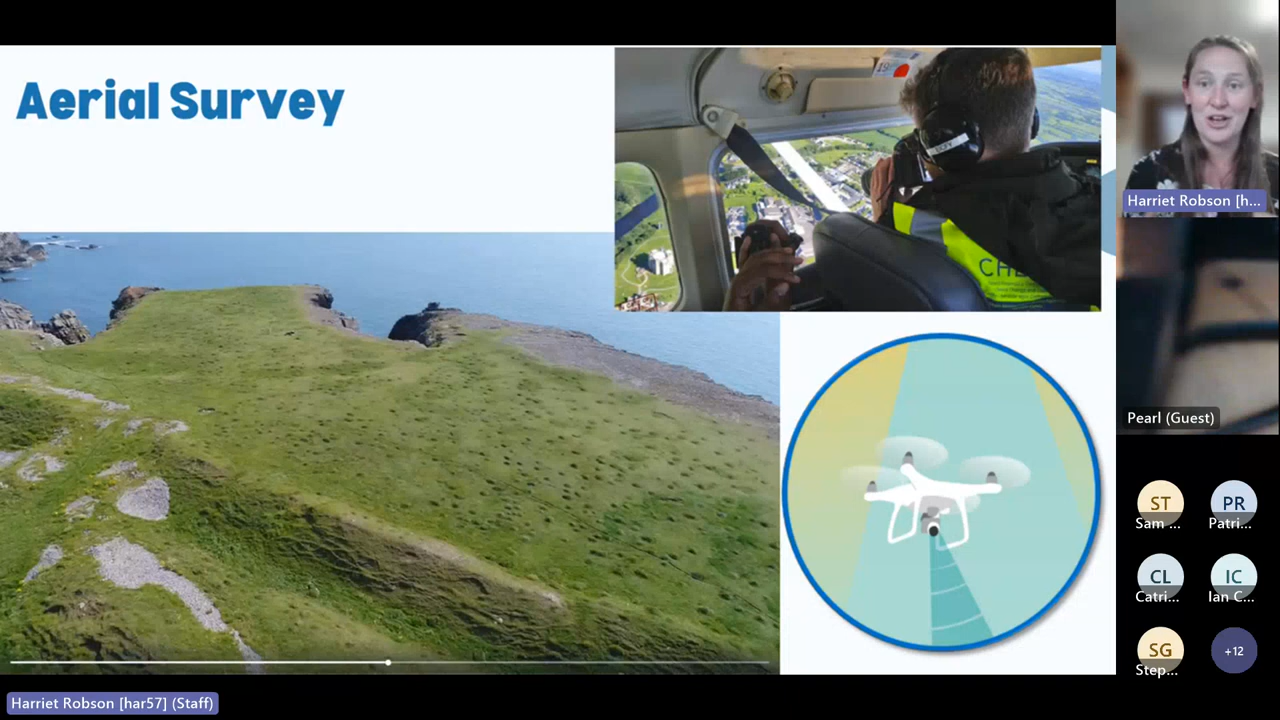 Aerial Survey
Harriet Robson [h...
Pearl (Guest)
ST
PR
Sam ...
Patri...
CL
IC
Catri...
Ian C...
SG
+12
Step...
Harriet Robson [har57] (Staff)